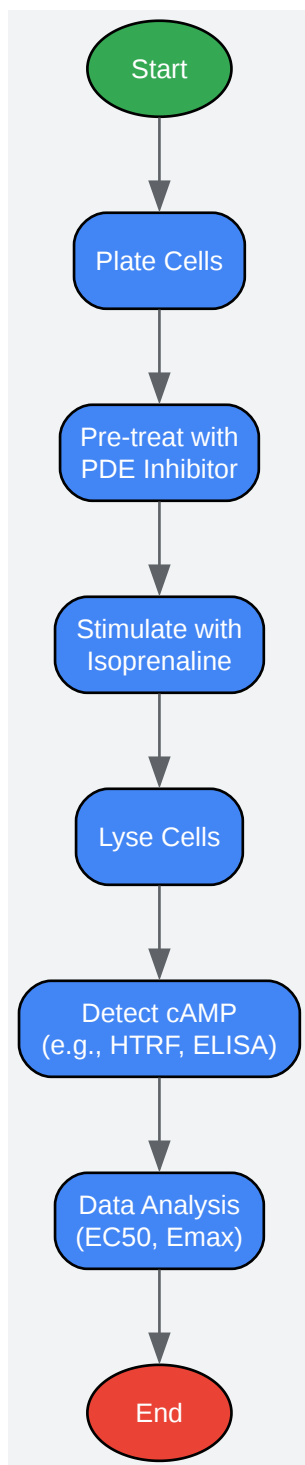 Start
Plate Cells
Pre-treat with
PDE Inhibitor
Stimulate with
Isoprenaline
Lyse Cells
Detect cAMP
(e.g., HTRF, ELISA)
Data Analysis
(EC50, Emax)
End